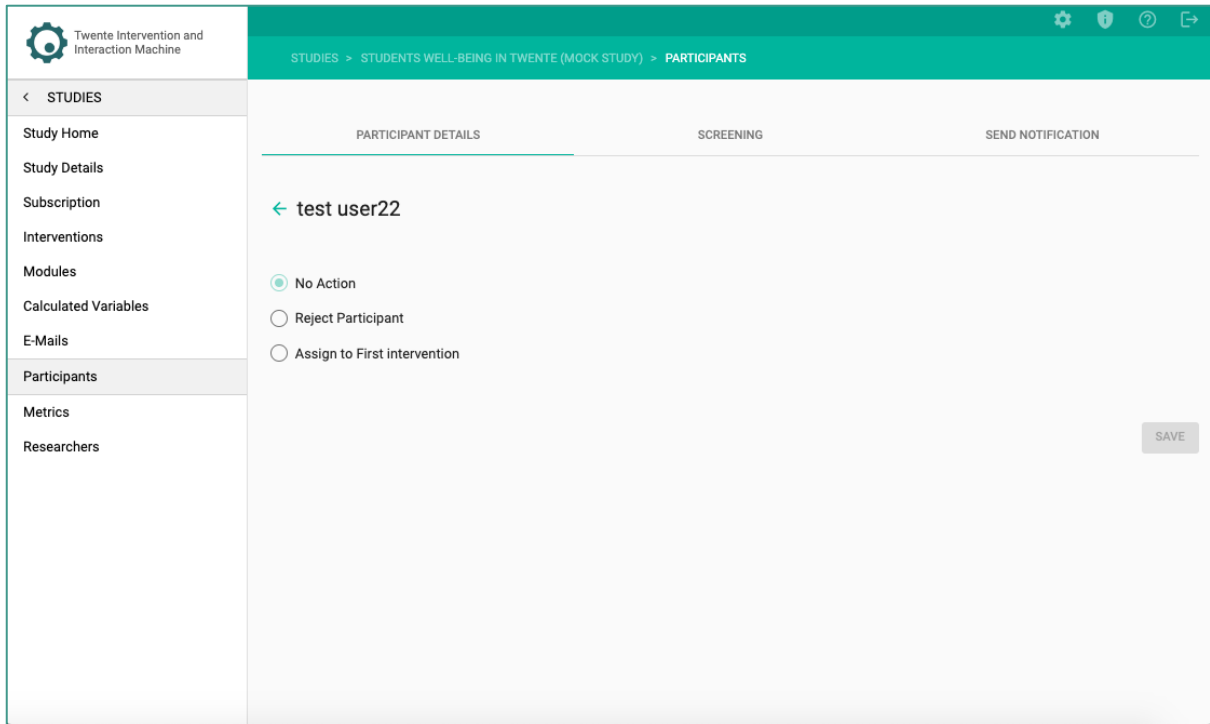 Twente Intervention and
Interaction Machine
STUDIES > STUDENTS WELL-BEING IN TWENTE (MOCK STUDY) > PARTICIPANTS
< STUDIES
Study Home
Study Details
Subscription
Interventions
Modules
Calculated Variables
E-Mails
Participants
Metrics
Researchers
PARTICIPANT DETAILS SCREENING SEND NOTIFICATION
← test user22
No Action
Reject Participant
Assign to First intervention
SAVE